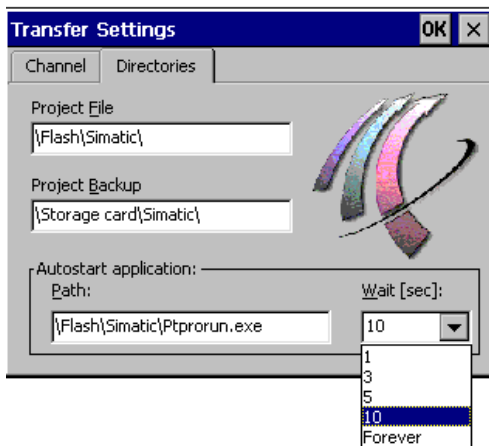 Transfer Settings OK ×
Channel Directories
Project File
\Flash\Simatic\
Project Backup
\Storage card\Simatic\
Autostart application:
Path: Wait [sec]:
\Flash\Simatic\Ptprorun.exe 10
1
3
5
10
Forever